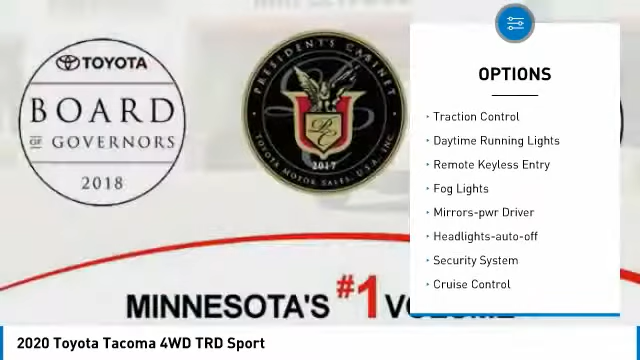 TOYOTA
BOARD
OF GOVERNORS
2018
PRESIDENT'S CABINET
2017
TOYOTA MOTOR SALES, U.S.A., INC.
MINNESOTA'S #1
OPTIONS
· Traction Control
· Daytime Running Lights
· Remote Keyless Entry
· Fog Lights
· Mirrors-pwr Driver
· Headlights-auto-off
· Security System
· Cruise Control
2020 Toyota Tacoma 4WD TRD Sport